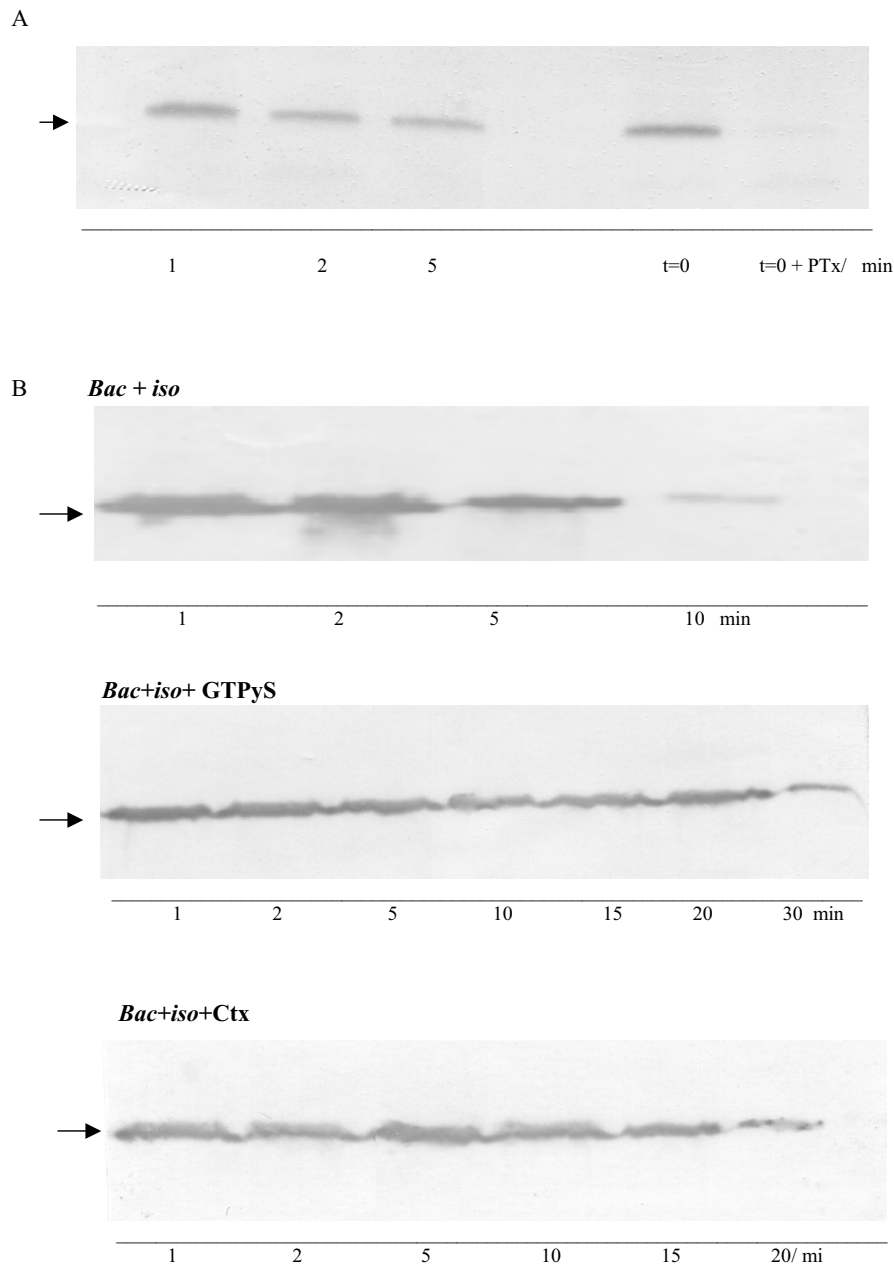 A
1 2 5 t=0 t=0 + PTx/ min
B Bac + iso
1 2 5 10 min
Bac+iso+ GTPyS
1 2 5 10 15 20 30 min
Bac+iso+Ctx
1 2 5 10 15 20/ mi